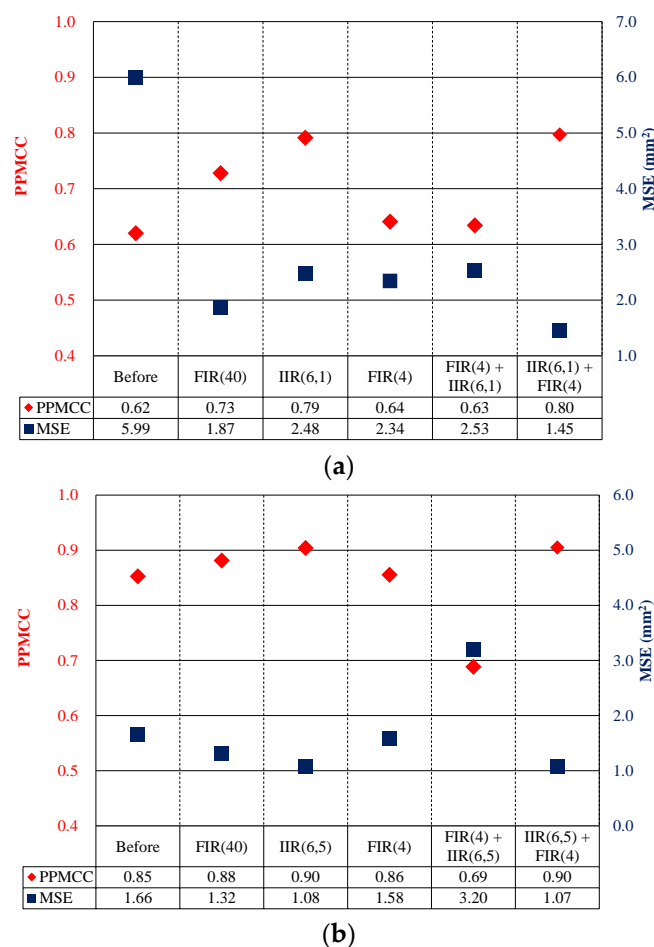 1.0
0.9
0.8
0.7
0.6
0.5
0.4
PPMCC
7.0
6.0
5.0
4.0
3.0
2.0
1.0
MSE (mm²)
Before FIR(40) IIR(6,1) FIR(4) FIR(4) + IIR(6,1) IIR(6,1) + FIR(4)
PPMCC 0.62 0.73 0.79 0.64 0.63 0.80
MSE 5.99 1.87 2.48 2.34 2.53 1.45
(a)
1.0
0.9
0.8
0.7
0.6
0.5
0.4
PPMCC
6.0
5.0
4.0
3.0
2.0
1.0
0.0
MSE (mm²)
Before FIR(40) IIR(6,5) FIR(4) FIR(4) + IIR(6,5) IIR(6,5) + FIR(4)
PPMCC 0.85 0.88 0.90 0.86 0.69 0.90
MSE 1.66 1.32 1.08 1.58 3.20 1.07
(b)